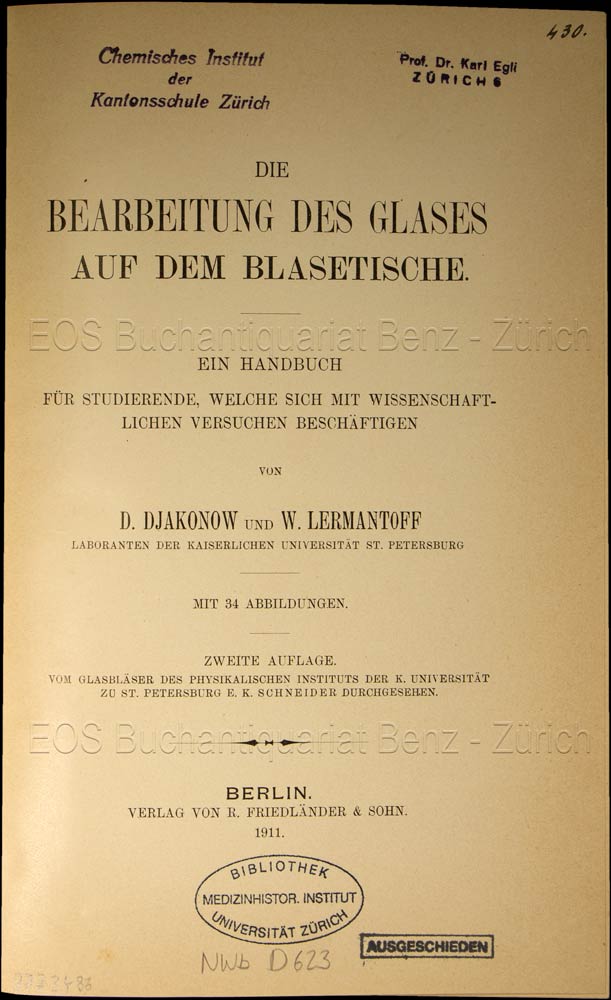 430.
Chemisches Institut
der
Kantonsschule Zürich
Prof. Dr. Karl Egli
ZÜRICH 6
DIE
BEARBEITUNG DES GLASES
AUF DEM BLASETISCHE.
EOS Buchantiquariat Benz - Zürich
EIN HANDBUCH
FÜR STUDIERENDE, WELCHE SICH MIT WISSENSCHAFT-
LICHEN VERSUCHEN BESCHÄFTIGEN
VON
D. DJAKONOW UND W. LERMANTOFF
LABORANTEN DER KAISERLICHEN UNIVERSITÄT ST. PETERSBURG
MIT 34 ABBILDUNGEN.
ZWEITE AUFLAGE.
VOM GLASBLÄSER DES PHYSIKALISCHEN INSTITUTS DER K. UNIVERSITÄT
ZU ST. PETERSBURG E. K. SCHNEIDER DURCHGESEHEN.
EOS Buchantiquariat Benz - Zürich
BERLIN.
VERLAG VON R. FRIEDLÄNDER & SOHN.
1911.
BIBLIOTHEK
MEDIZINHISTOR. INSTITUT
UNIVERSITÄT ZÜRICH
AUSGESCHIEDEN
NWb D623